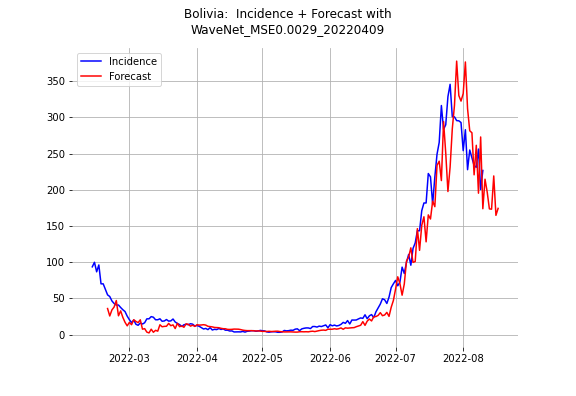 Bolivia:  Incidence + Forecast with
WaveNet_MSE0.0029_20220409
Incidence
Forecast
350
300
250
200
150
100
50
0
2022-03 2022-04 2022-05 2022-06 2022-07 2022-08